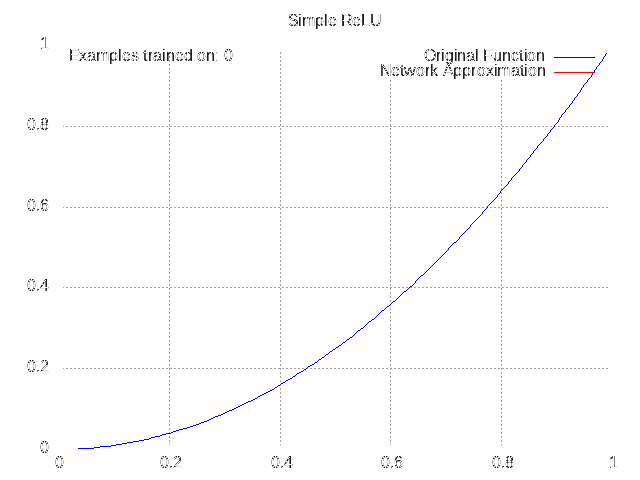 Simple ReLU
1
Examples trained on: 0
Original Function
Network Approximation
0.8
0.6
0.4
0.2
0
0 0.2 0.4 0.6 0.8 1